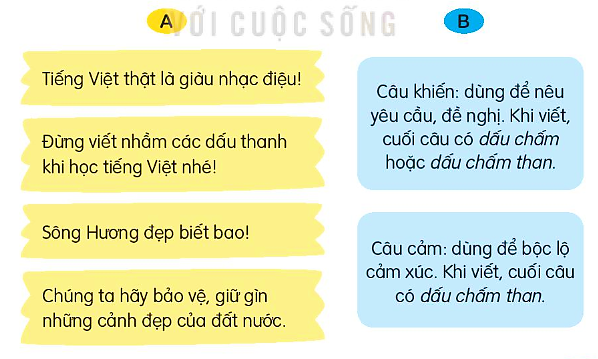 VỚI CUỘC SỐNG
A
Tiếng Việt thật là giàu nhạc điệu!
Đừng viết nhầm các dấu thanh
khi học tiếng Việt nhé!
Sông Hương đẹp biết bao!
Chúng ta hãy bảo vệ, giữ gìn
những cảnh đẹp của đất nước.
B
Câu khiến: dùng để nêu
yêu cầu, đề nghị. Khi viết,
cuối câu có dấu chấm
hoặc dấu chấm than.
Câu cảm: dùng để bộc lộ
cảm xúc. Khi viết, cuối câu
có dấu chấm than.